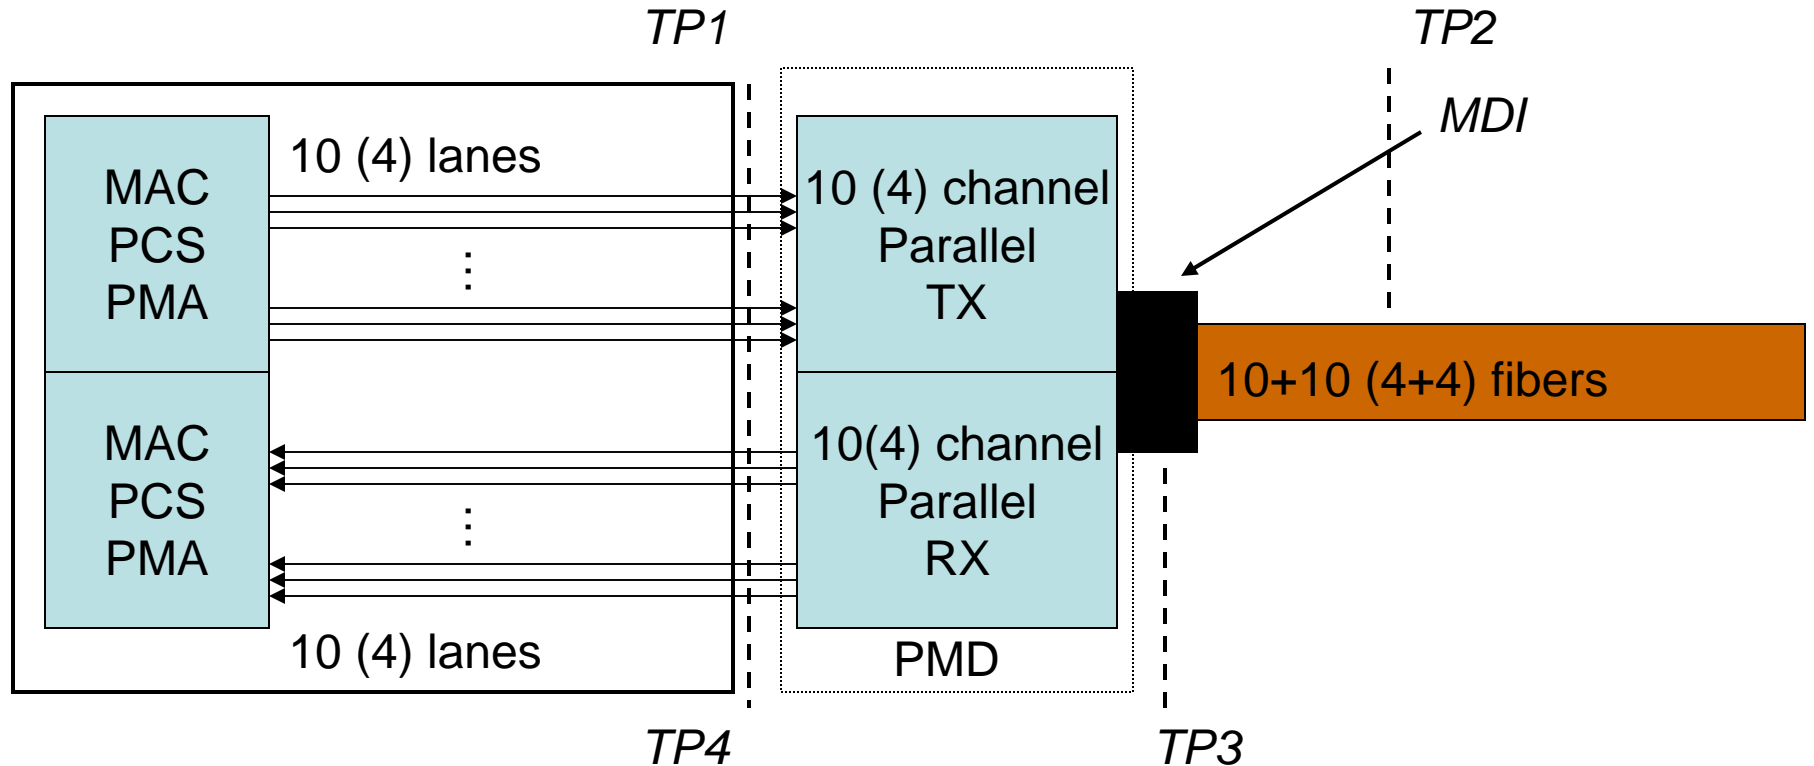 TP1
TP2
MDI
10 (4) lanes
MAC
PCS
PMA
⋮
10 (4) channel
Parallel
TX
10+10 (4+4) fibers
MAC
PCS
PMA
⋮
10(4) channel
Parallel
RX
10 (4) lanes
PMD
TP4
TP3